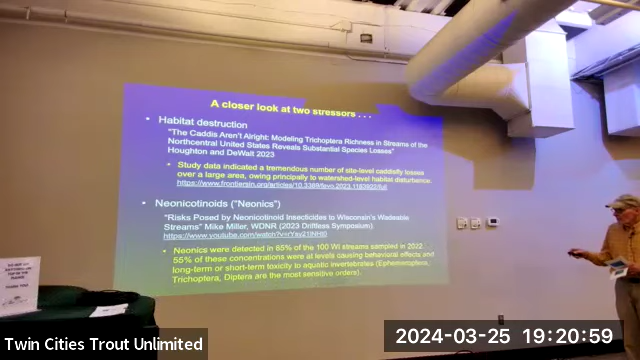 A closer look at two stressors . . .
• Habitat destruction
"The Caddis Aren't Alright: Modeling Trichoptera Richness in Streams of the
Northcentral United States Reveals Substantial Species Losses"
Houghton and DeWalt 2023
• Study data indicated a tremendous number of site-level caddisfly losses
over a large area, owing principally to watershed-level habitat disturbance.
• Neonicotinoids ("Neonics")
"Risks Posed by Neonicotinoid Insecticides to Wisconsin's Wadeable
Streams" Mike Miller, WDNR (2023 Driftless Symposium)
• Neonics were detected in 85% of the 100 WI streams sampled in 2022.
55% of these concentrations were at levels causing behavioral effects and
long-term or short-term toxicity to aquatic invertebrates (Ephemeroptera,
Trichoptera, Diptera are the most sensitive orders).
Twin Cities Trout Unlimited
2024-03-25 19:20:59